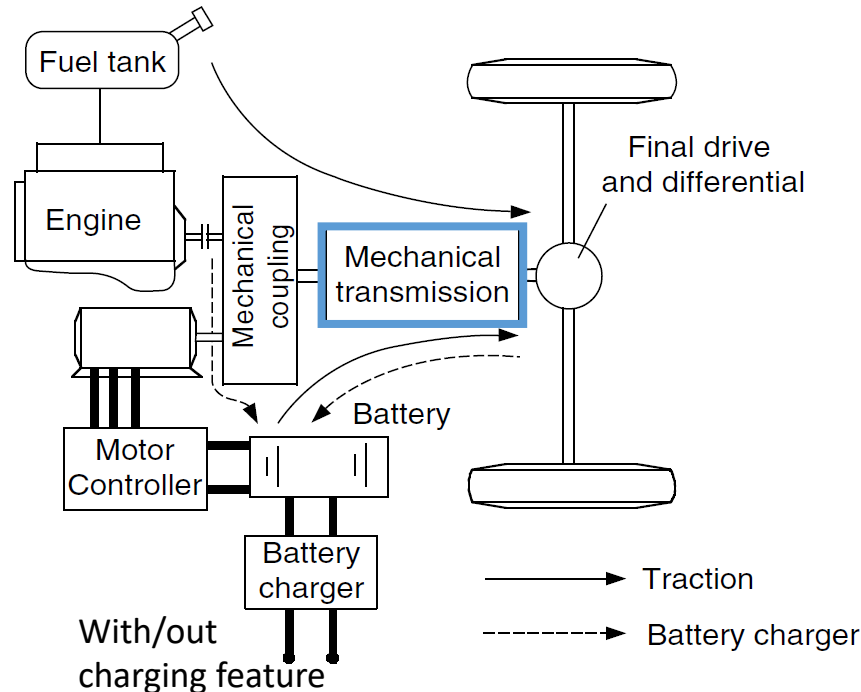 Fuel tank
Engine
Mechanical
coupling
Mechanical
transmission
Final drive
and differential
Battery
Motor
Controller
Battery
charger
Traction
Battery charger
With/out
charging feature